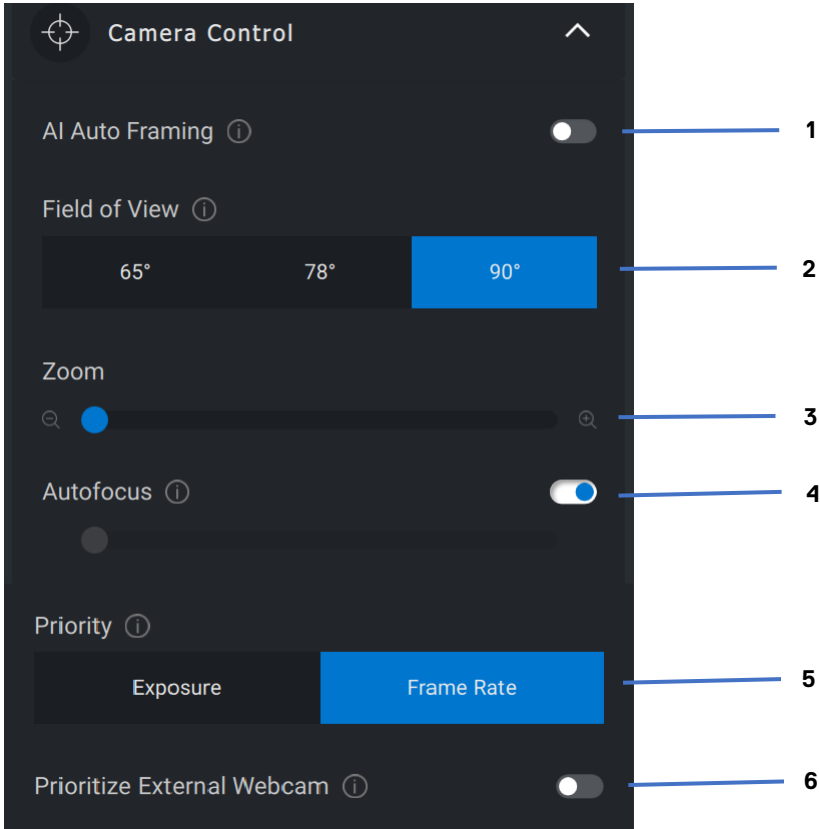 Camera Control
AI Auto Framing
1
Field of View
65° 78° 90°
2
Zoom
3
Autofocus
4
Priority
Exposure Frame Rate
5
Prioritize External Webcam
6